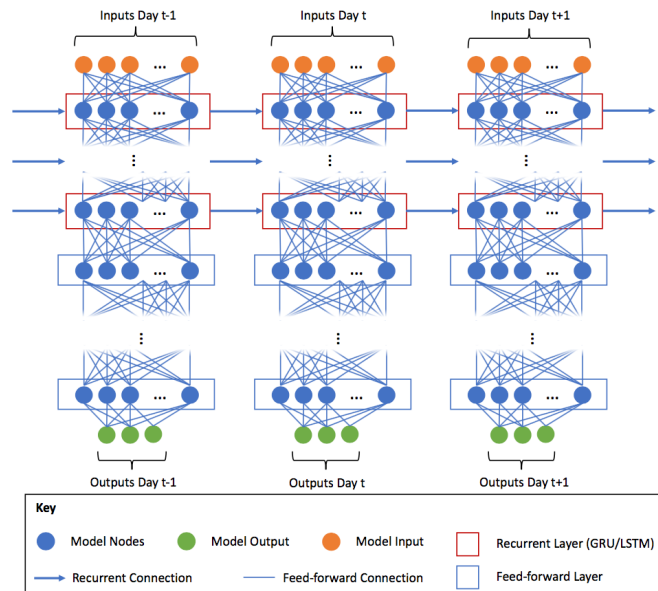 Inputs Day t-1 Inputs Day t Inputs Day t+1
... ... ...
... ... ...
... ... ...
... ... ...
... ... ...
... ... ...
... ... ...
... ... ...
Outputs Day t-1 Outputs Day t Outputs Day t+1
Key
Model Nodes Model Output Model Input Recurrent Layer (GRU/LSTM)
Recurrent Connection Feed-forward Connection Feed-forward Layer